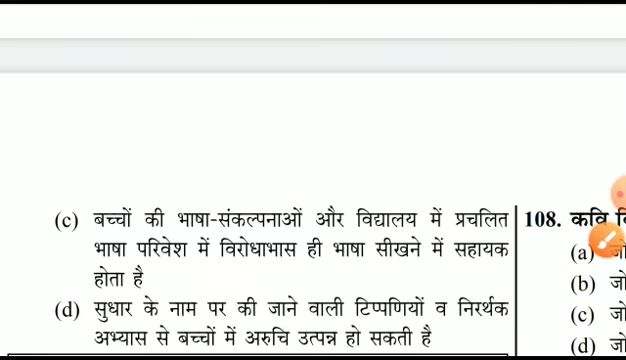 (c) बच्चों की भाषा-संकल्पनाओं और विद्यालय में प्रचलित
भाषा परिवेश में विरोधाभास ही भाषा सीखने में सहायक
होता है
(d) सुधार के नाम पर की जाने वाली टिप्पणियों व निरर्थक
अभ्यास से बच्चों में अरुचि उत्पन्न हो सकती है
108. कवि
(a)
(b) जो
(c) जो
(d) जो